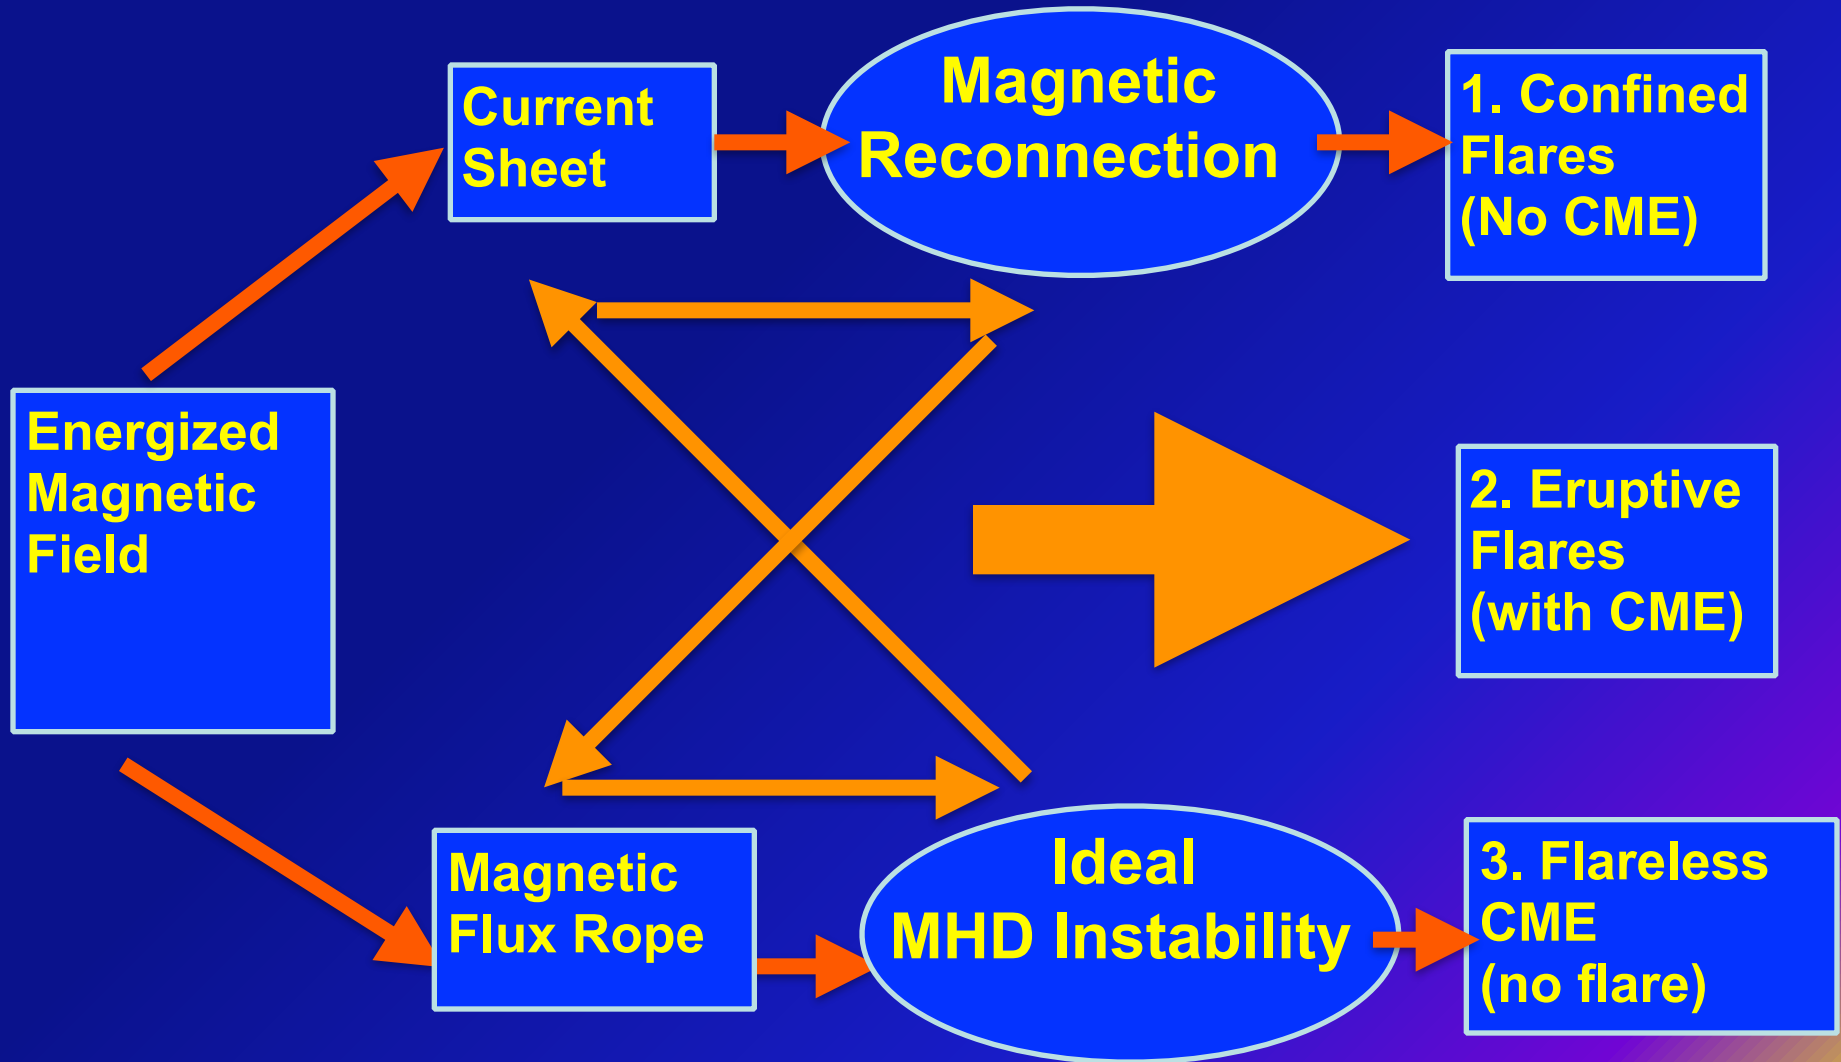 Current
Sheet
Magnetic
Reconnection
1. Confined
Flares
(No CME)
Energized
Magnetic
Field
2. Eruptive
Flares
(with CME)
Magnetic
Flux Rope
Ideal
MHD Instability
3. Flareless
CME
(no flare)